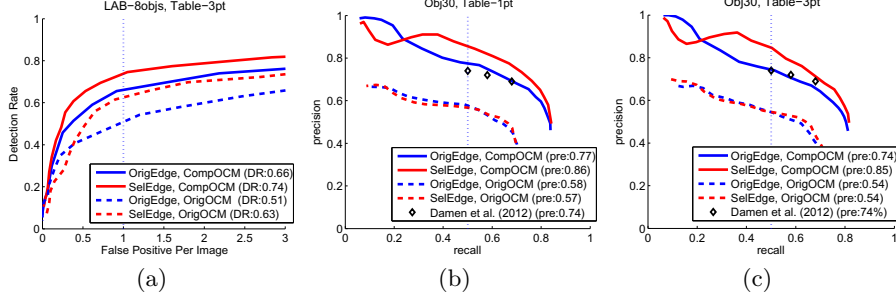 LAB-8objs, Table-3pt
1
0.8
0.6
0.4
0.2
0
Detection Rate
OrigEdge, CompOCM (DR:0.66)
SelEdge, CompOCM (DR:0.74)
OrigEdge, OrigOCM (DR:0.51)
SelEdge, OrigOCM (DR:0.63)
0 0.5 1 1.5 2 2.5 3
False Positive Per Image
(a)
Obj30, Table-1pt
1
0.8
0.6
0.4
0.2
0
precision
OrigEdge, CompOCM (pre:0.77)
SelEdge, CompOCM (pre:0.86)
OrigEdge, OrigOCM (pre:0.58)
SelEdge, OrigOCM (pre:0.57)
Damen et al. (2012) (pre:0.74)
0 0.2 0.4 0.6 0.8 1
recall
(b)
Obj30, Table-3pt
1
0.8
0.6
0.4
0.2
0
precision
OrigEdge, CompOCM (pre:0.74)
SelEdge, CompOCM (pre:0.85)
OrigEdge, OrigOCM (pre:0.54)
SelEdge, OrigOCM (pre:0.54)
Damen et al. (2012) (pre:74%)
0 0.2 0.4 0.6 0.8 1
recall
(c)